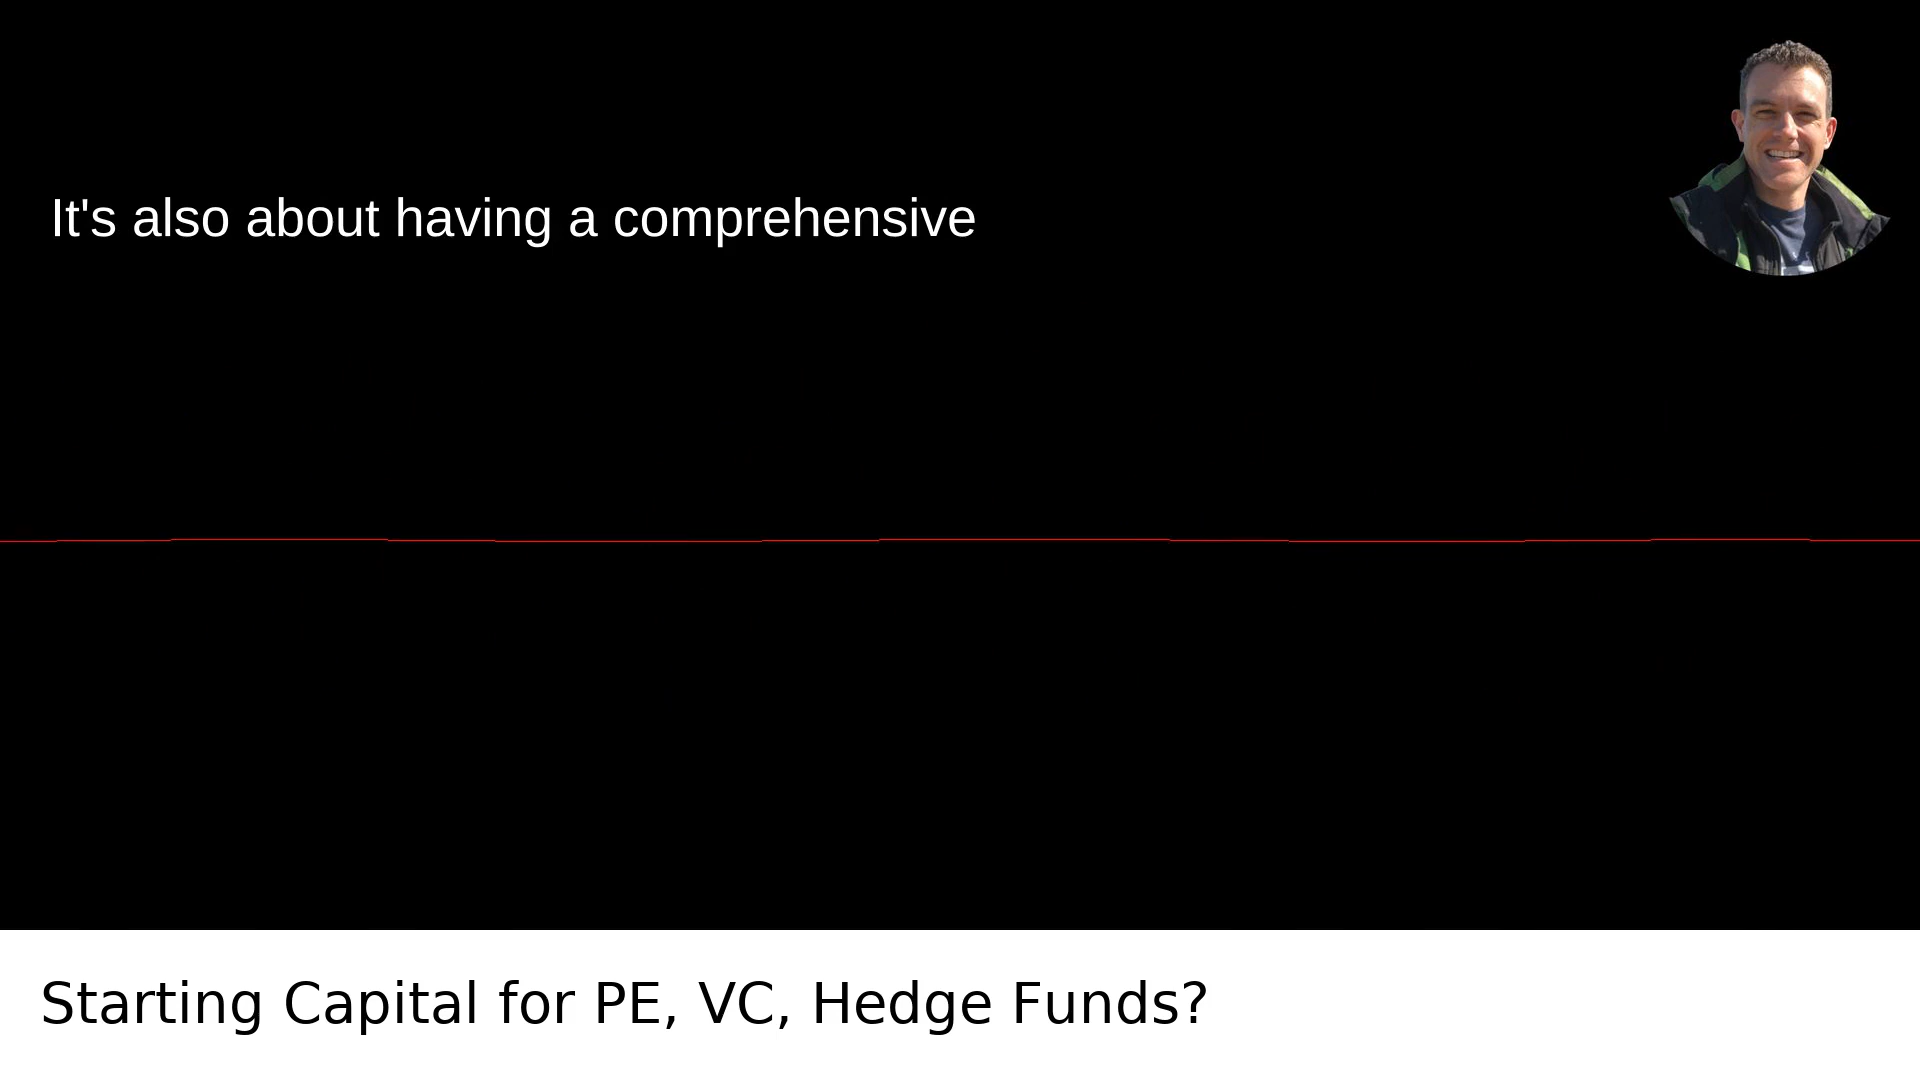 It's also about having a comprehensive
Starting Capital for PE, VC, Hedge Funds?